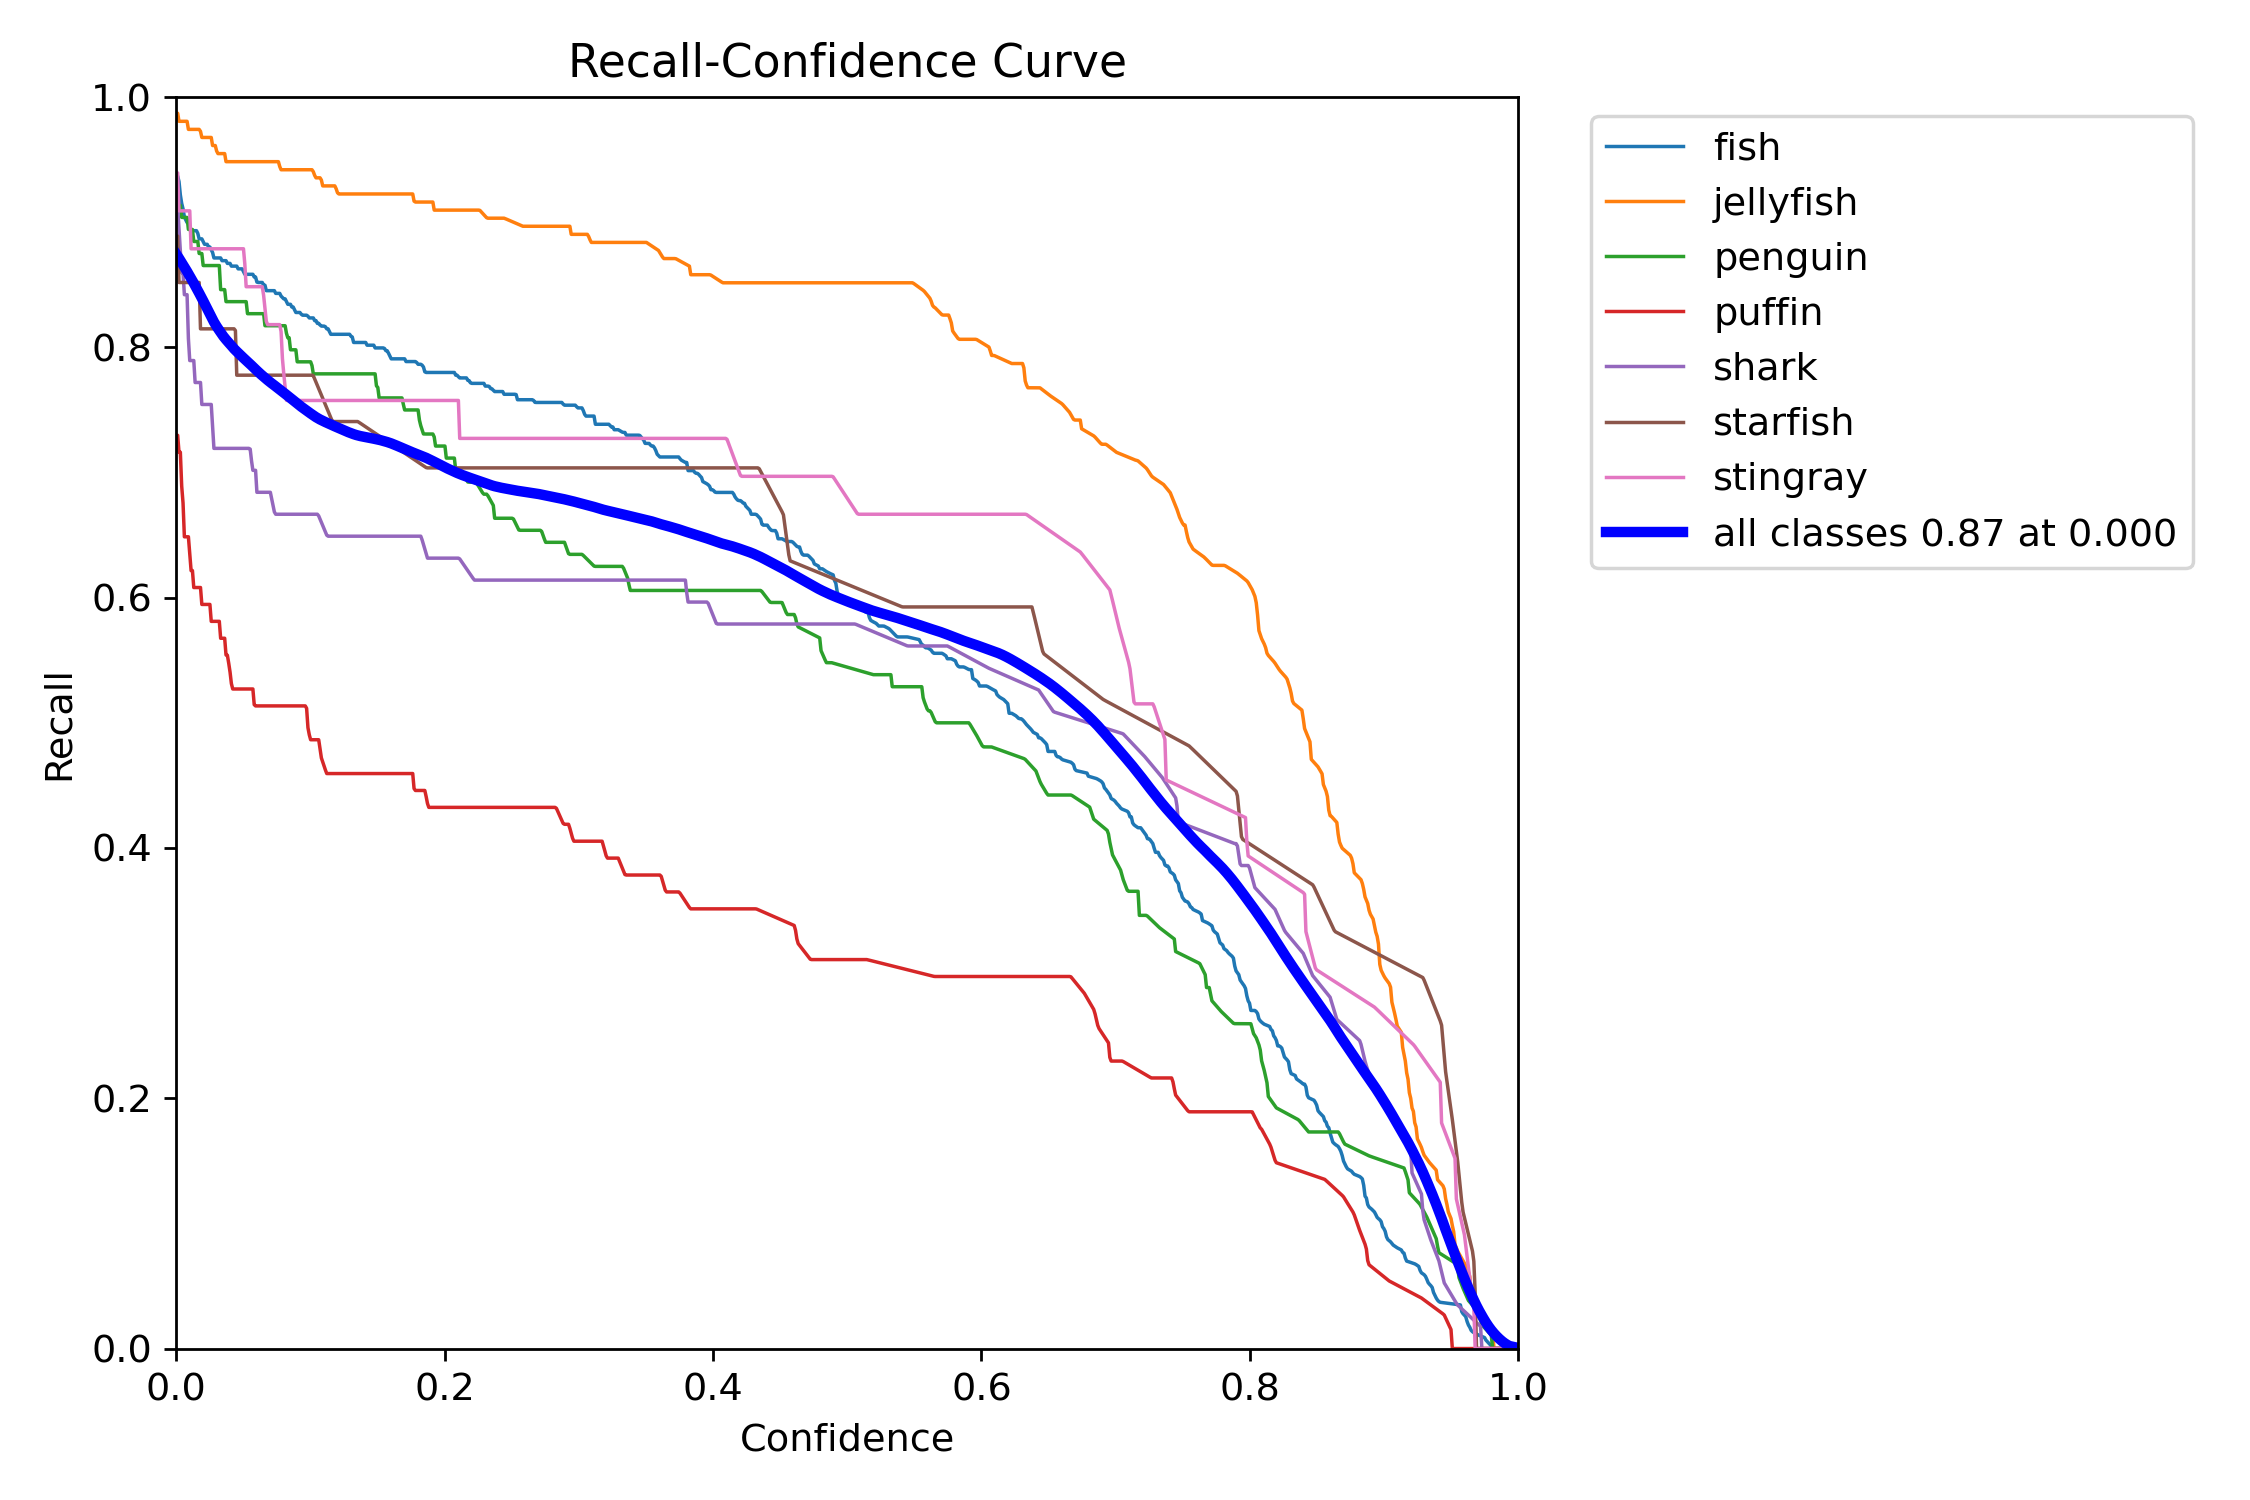 Recall-Confidence Curve
1.0
0.8
0.6
0.4
0.2
0.0
Recall
0.0 0.2 0.4 0.6 0.8 1.0
Confidence
fish
jellyfish
penguin
puffin
shark
starfish
stingray
all classes 0.87 at 0.000